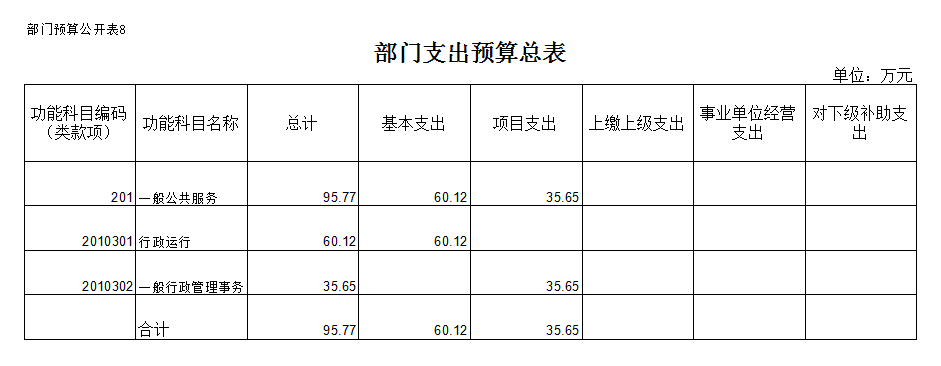 部门预算公开表8
部门支出预算总表
单位：万元
功能科目编码（类款项） 功能科目名称 总计 基本支出 项目支出 上缴上级支出 事业单位经营支出 对下级补助支出
201 一般公共服务 95.77 60.12 35.65
2010301 行政运行 60.12 60.12
2010302 一般行政管理事务 35.65 35.65
合计 95.77 60.12 35.65